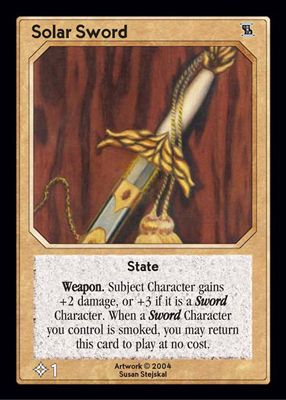 Solar Sword
State
Weapon. Subject Character gains
+2 damage, or +3 if it is a Sword
Character. When a Sword Character
you control is smoked, you may return
this card to play at no cost.
1
Artwork © 2004
Susan Stejskal